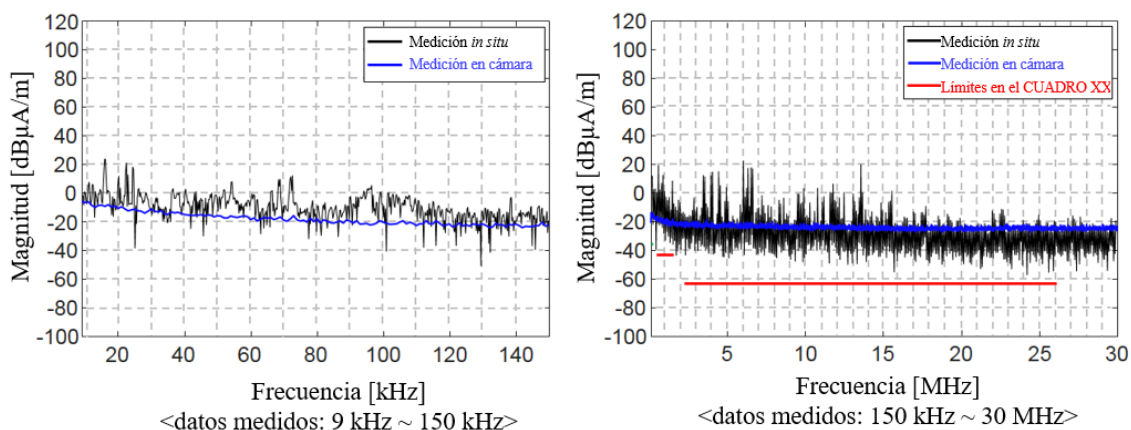 120
100
80
60
40
20
0
-20
-40
-60
-80
-100
Magnitud [dBµA/m]
Medición in situ
Medición en cámara
20 40 60 80 100 120 140
Frecuencia [kHz]
<datos medidos: 9 kHz ~ 150 kHz>
120
100
80
60
40
20
0
-20
-40
-60
-80
-100
Magnitud [dBµA/m]
Medición in situ
Medición en cámara
Límites en el CUADRO XX
5 10 15 20 25 30
Frecuencia [MHz]
<datos medidos: 150 kHz ~ 30 MHz>